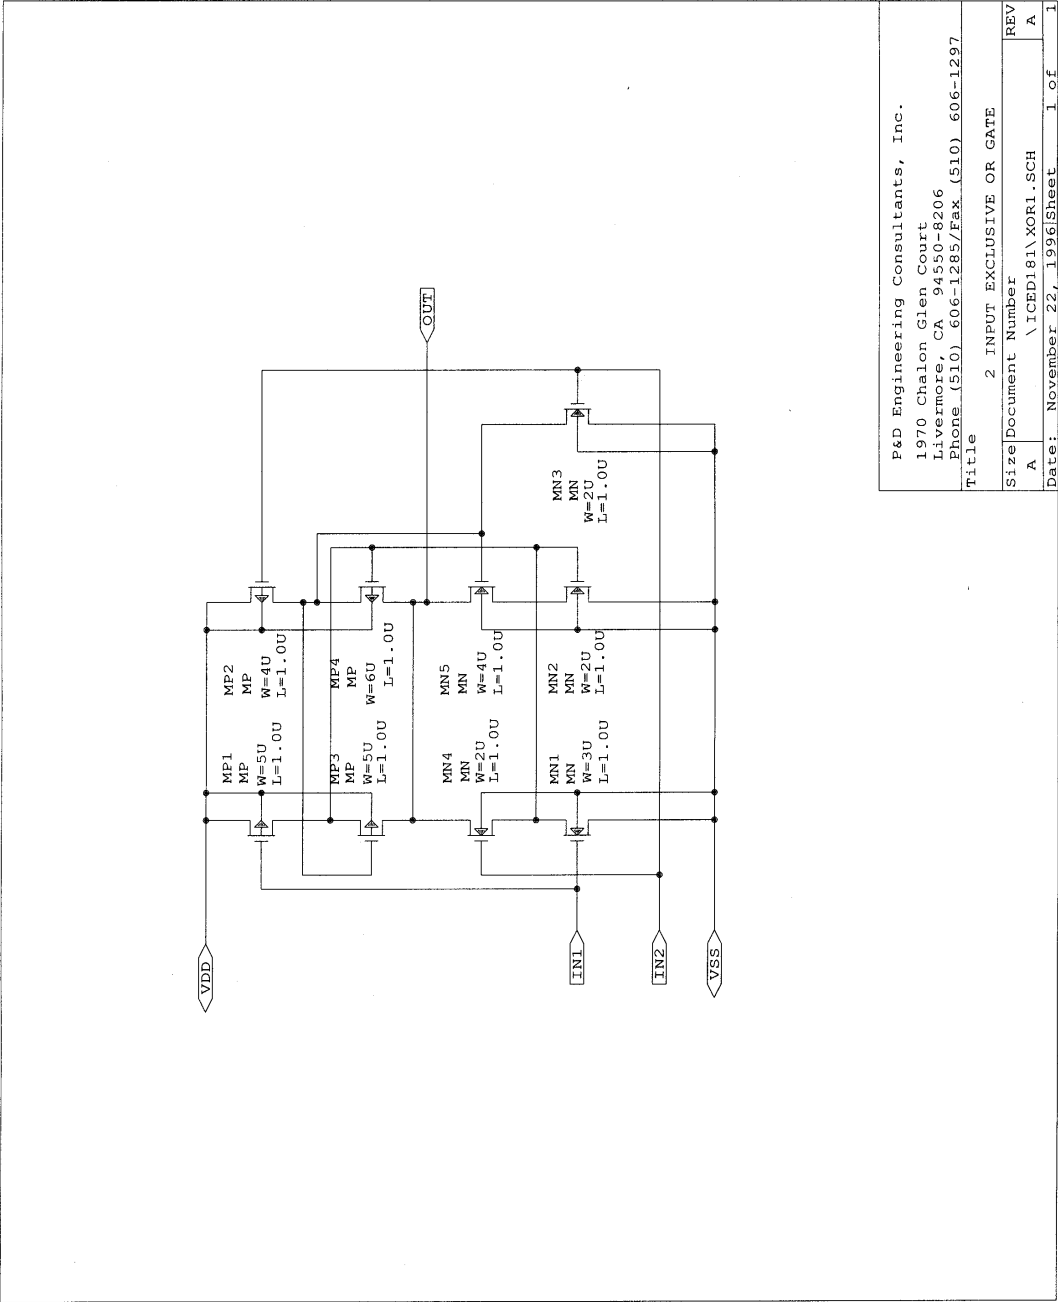 VDD
IN1
IN2
VSS
OUT
MP1
MP
W=5U
L=1.0U
MP2
MP
W=4U
L=1.0U
MP3
MP
W=5U
L=1.0U
MP4
MP
W=6U
L=1.0U
MN4
MN
W=2U
L=1.0U
MN5
MN
W=4U
L=1.0U
MN1
MN
W=3U
L=1.0U
MN2
MN
W=2U
L=1.0U
MN3
MN
W=2U
L=1.0U
P&D Engineering Consultants, Inc.
1970 Chalon Glen Court
Livermore, CA 94550-8206
Phone (510) 606-1285/Fax (510) 606-1297
Title
2 INPUT EXCLUSIVE OR GATE
Size Document Number REV
A \ICED181\XOR1.SCH A
Date: November 22, 1996 Sheet 1 of 1